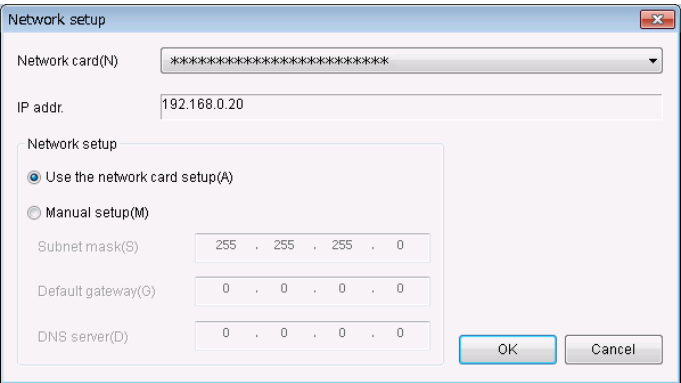 Network setup
Network card(N) ************************
IP addr. 192.168.0.20
Network setup
Use the network card setup(A)
Manual setup(M)
Subnet mask(S) 255 . 255 . 255 . 0
Default gateway(G) 0 . 0 . 0 . 0
DNS server(D) 0 . 0 . 0 . 0
OK Cancel